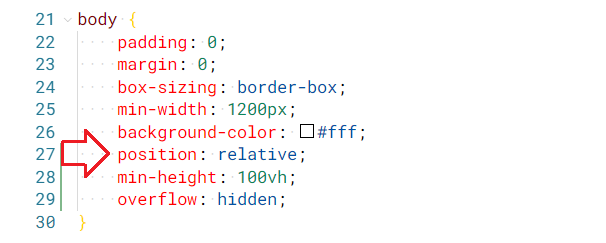 21 body {
22 padding: 0;
23 margin: 0;
24 box-sizing: border-box;
25 min-width: 1200px;
26 background-color: #fff;
27 position: relative;
28 min-height: 100vh;
29 overflow: hidden;
30 }